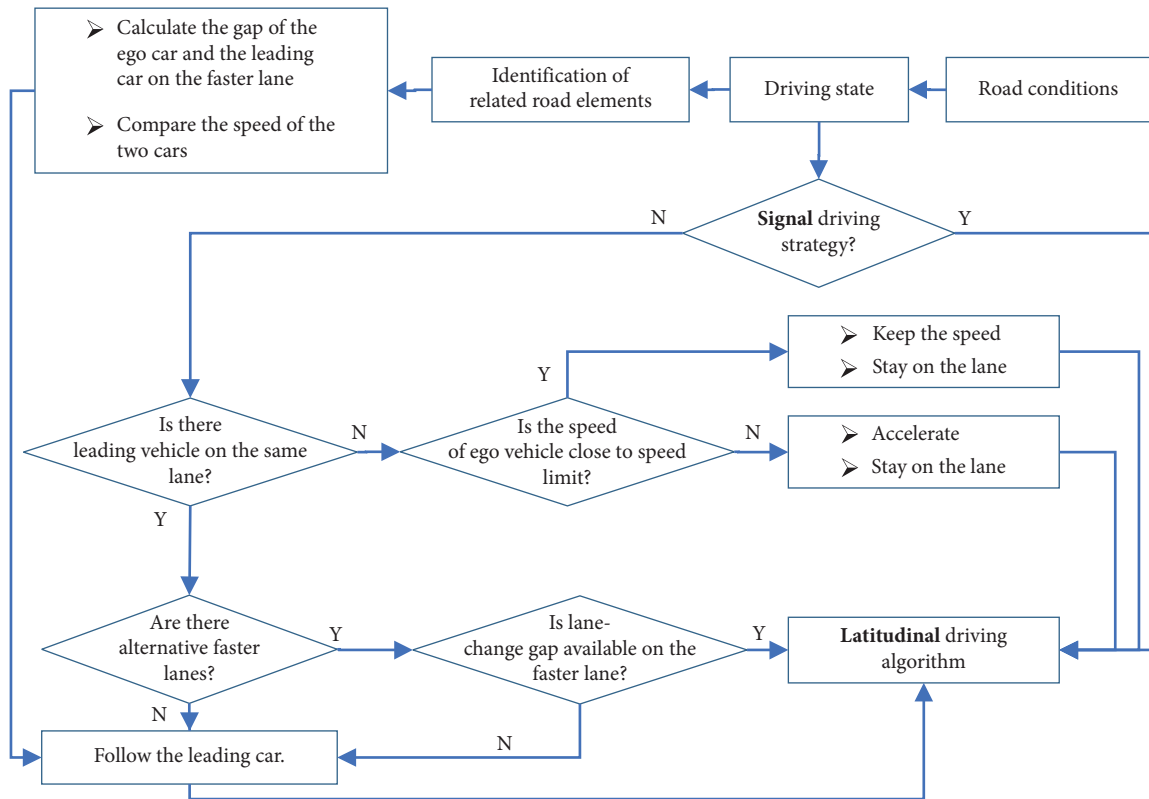 ➢ Calculate the gap of the
ego car and the leading
car on the faster lane
➢ Compare the speed of the
two cars
Identification of
related road elements
Driving state
Road conditions
Signal driving
strategy?
N
Y
Is there
leading vehicle on the same
lane?
N
Y
Is the speed
of ego vehicle close to speed
limit?
Y
N
➢ Keep the speed
➢ Stay on the lane
➢ Accelerate
➢ Stay on the lane
Are there
alternative faster
lanes?
Y
N
Is lane-
change gap available on the
faster lane?
Y
N
Latitudinal driving
algorithm
Follow the leading car.